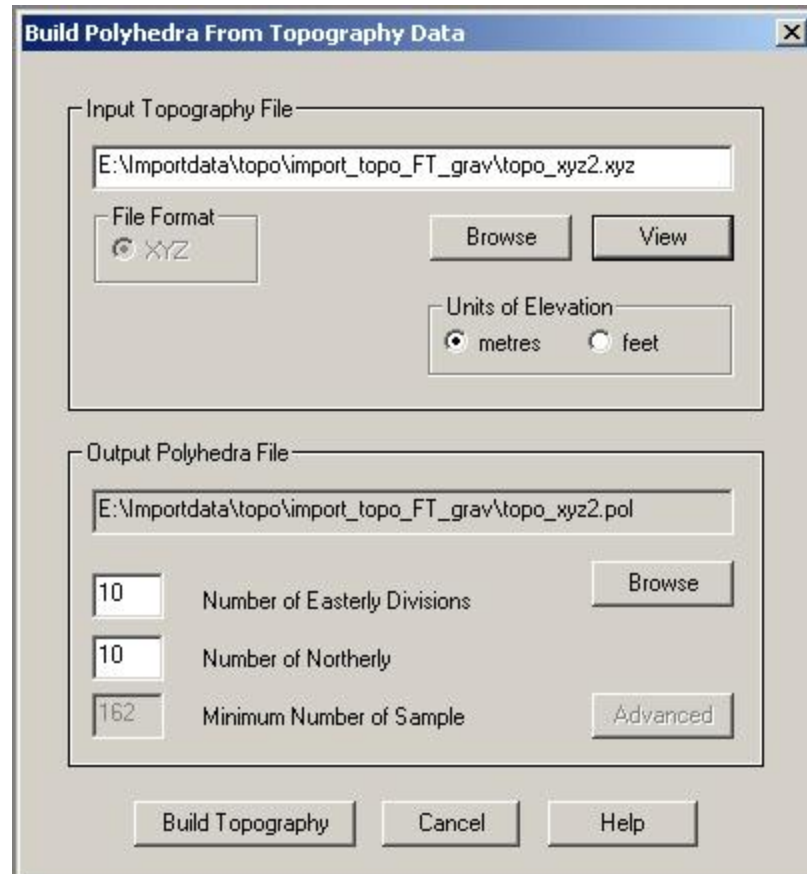 Build Polyhedra From Topography Data
Input Topography File
E:\Importdata\topo\import_topo_FT_grav\topo_xyz2.xyz
File Format
XYZ
Browse
View
Units of Elevation
metres
feet
Output Polyhedra File
E:\Importdata\topo\import_topo_FT_grav\topo_xyz2.pol
10 Number of Easterly Divisions
Browse
10 Number of Northerly
162 Minimum Number of Sample
Advanced
Build Topography
Cancel
Help